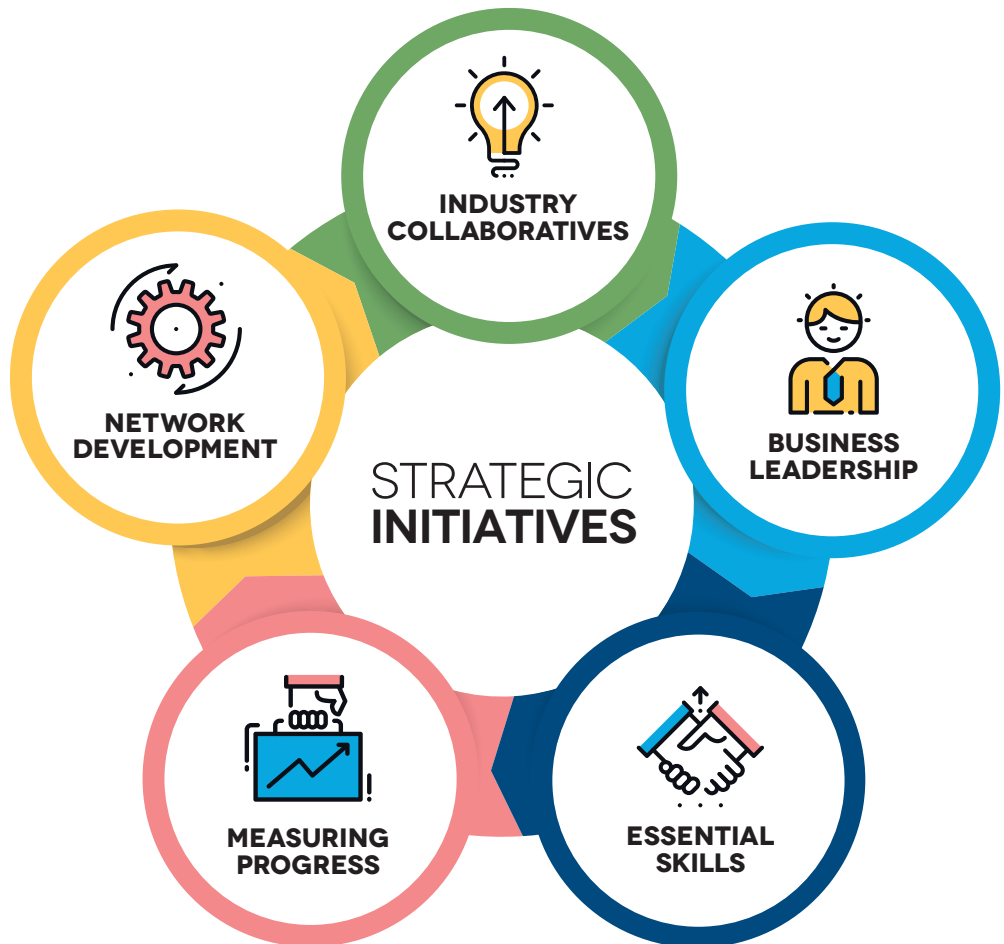 INDUSTRY
COLLABORATIVES
BUSINESS
LEADERSHIP
ESSENTIAL
SKILLS
MEASURING
PROGRESS
NETWORK
DEVELOPMENT
STRATEGIC
INITIATIVES